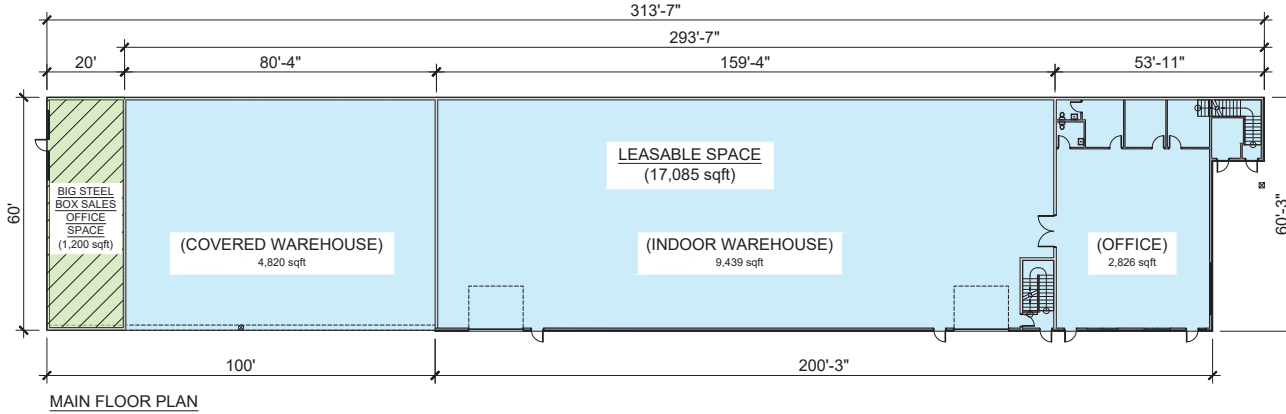 313'-7"
293'-7"
20'
80'-4"
159'-4"
53'-11"
60'
BIG STEEL
BOX SALES
OFFICE
SPACE
(1,200 sqft)
(COVERED WAREHOUSE)
4,820 sqft
LEASABLE SPACE
(17,085 sqft)
(INDOOR WAREHOUSE)
9,439 sqft
(OFFICE)
2,826 sqft
60'-3"
100'
200'-3"
MAIN FLOOR PLAN